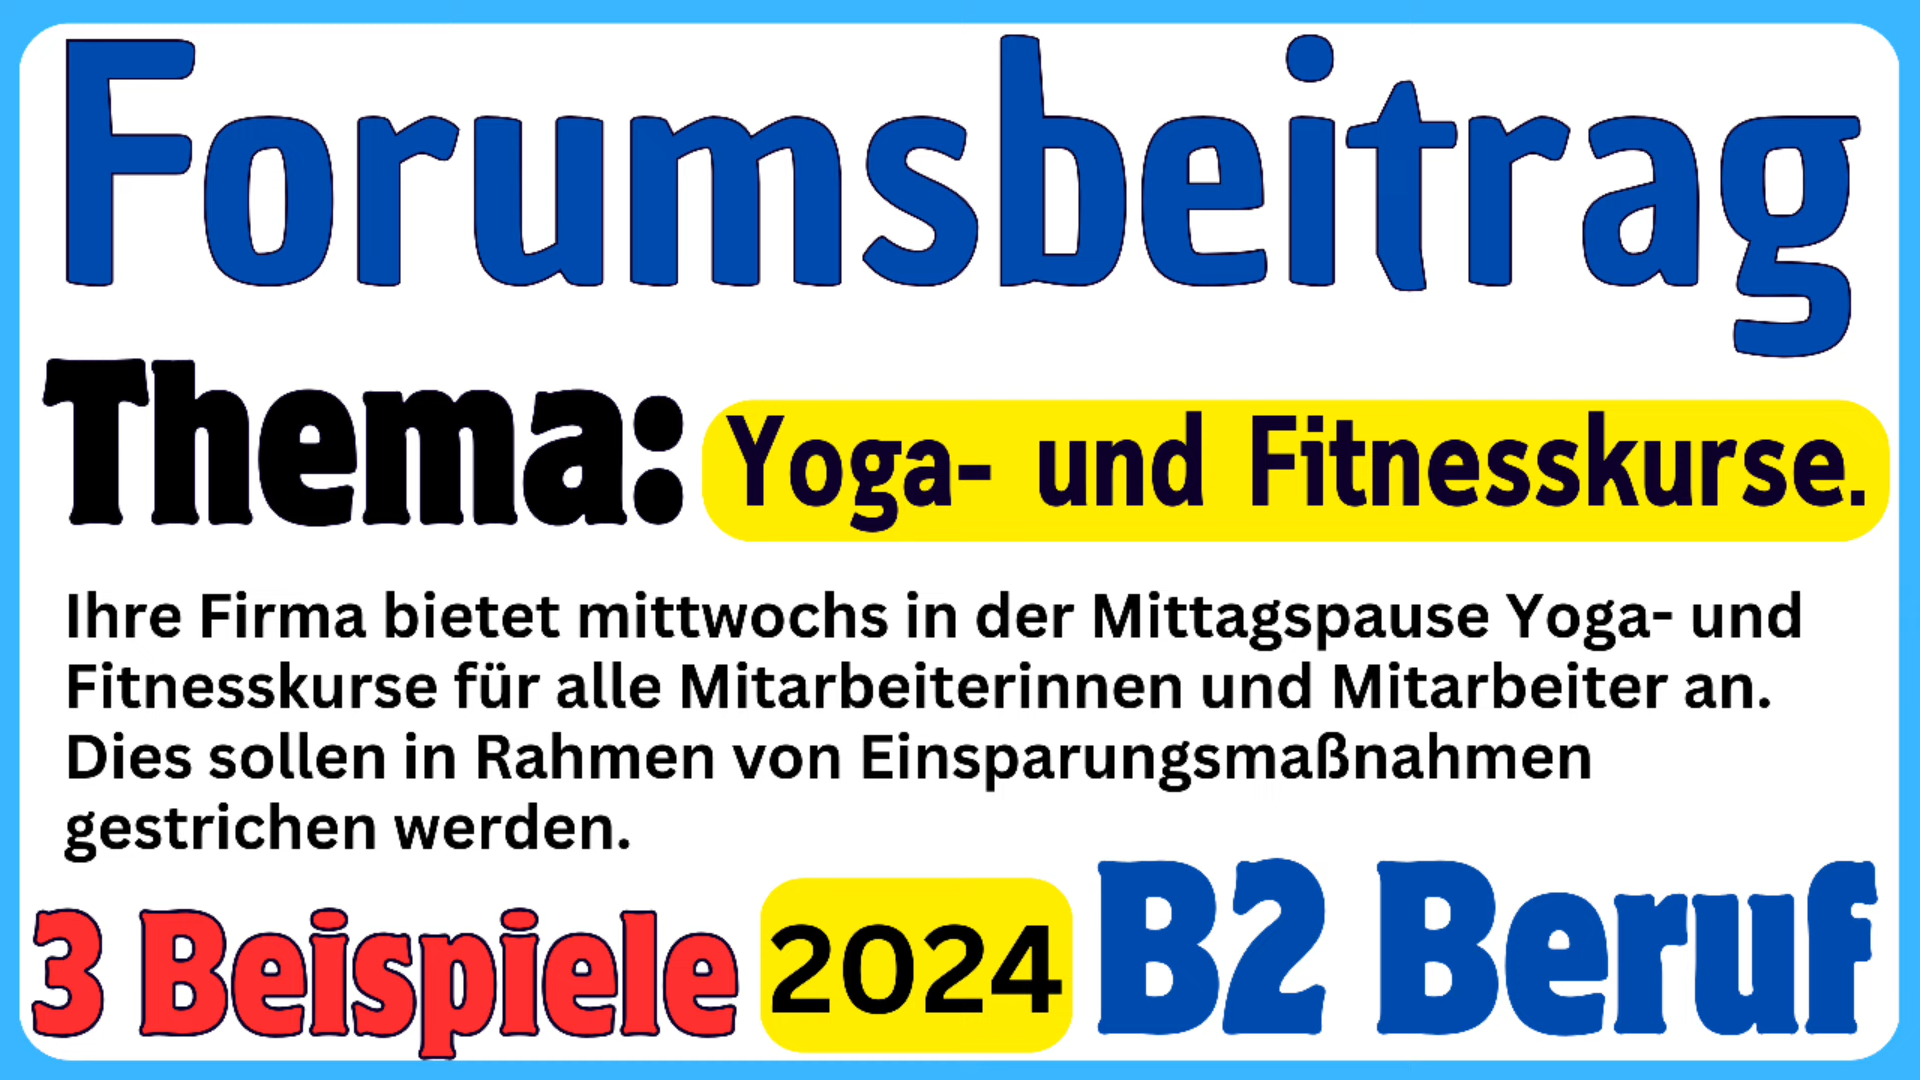 Forumsbeitrag
Thema: Yoga- und Fitnesskurse.
Ihre Firma bietet mittwochs in der Mittagspause Yoga- und
Fitnesskurse für alle Mitarbeiterinnen und Mitarbeiter an.
Dies sollen in Rahmen von Einsparungsmaßnahmen
gestrichen werden.
3 Beispiele 2024 B2 Beruf